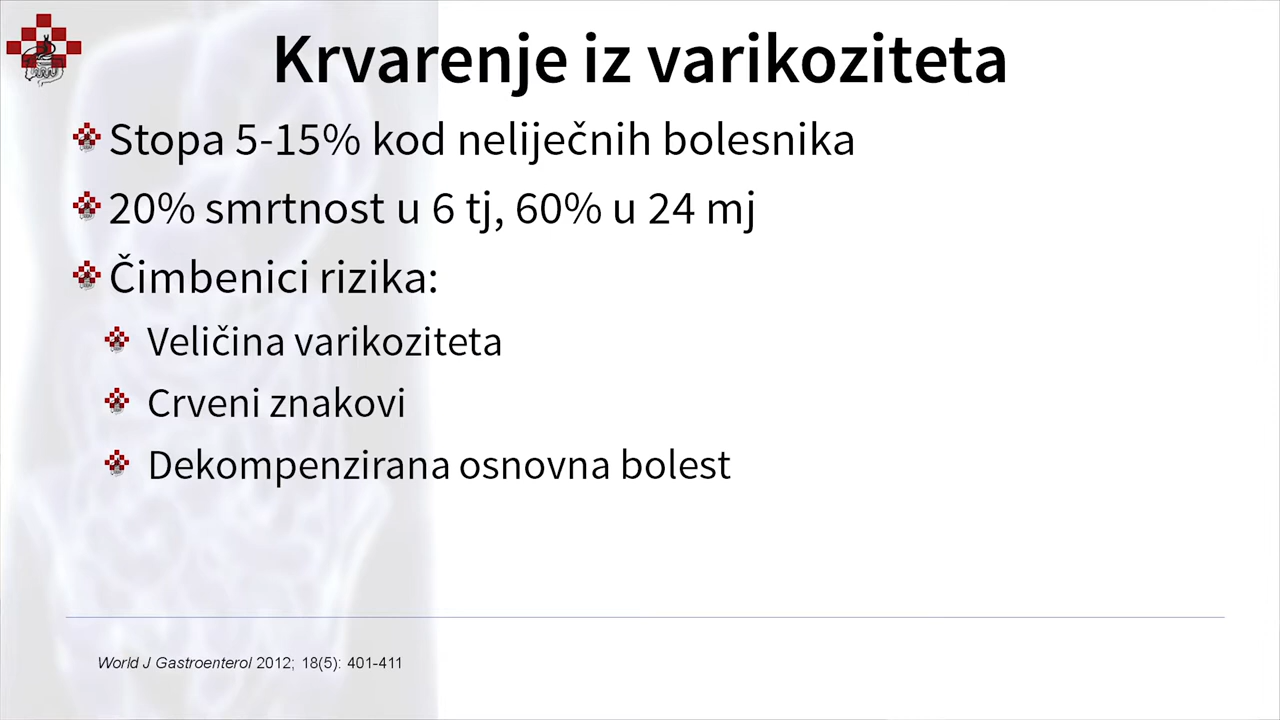 Krvarenje iz varikoziteta
Stopa 5-15% kod neliječnih bolesnika
20% smrtnost u 6 tj, 60% u 24 mj
Čimbenici rizika:
Veličina varikoziteta
Crveni znakovi
Dekompenzirana osnovna bolest
World J Gastroenterol 2012; 18(5): 401-411